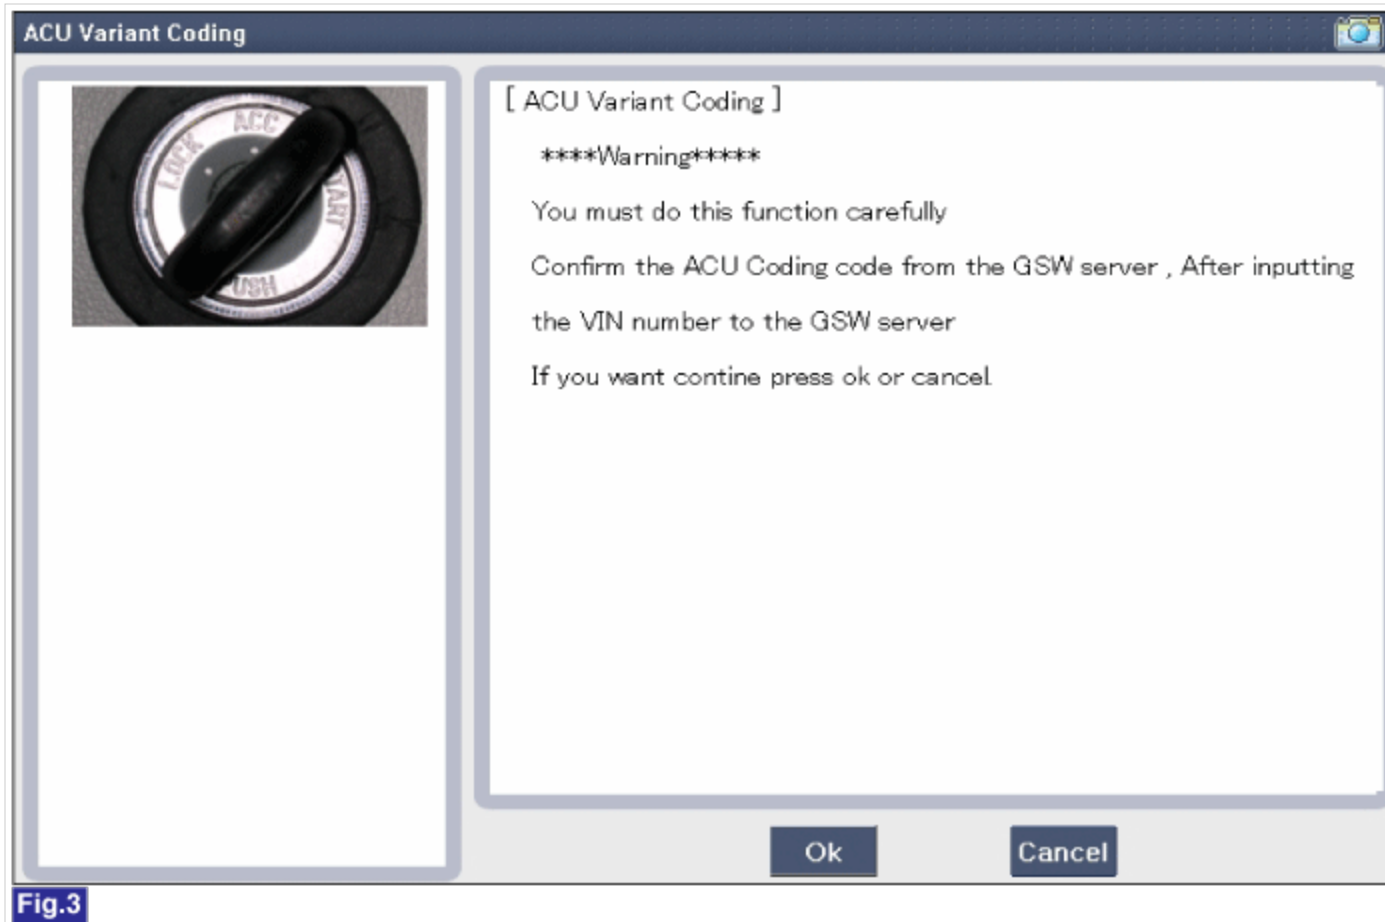 ACU Variant Coding
LOCK
ACC
START
PUSH
[ ACU Variant Coding ]
****Warning*****
You must do this function carefully
Confirm the ACU Coding code from the GSW server , After inputting
the VIN number to the GSW server
If you want contine press ok or cancel.
Ok
Cancel
Fig.3